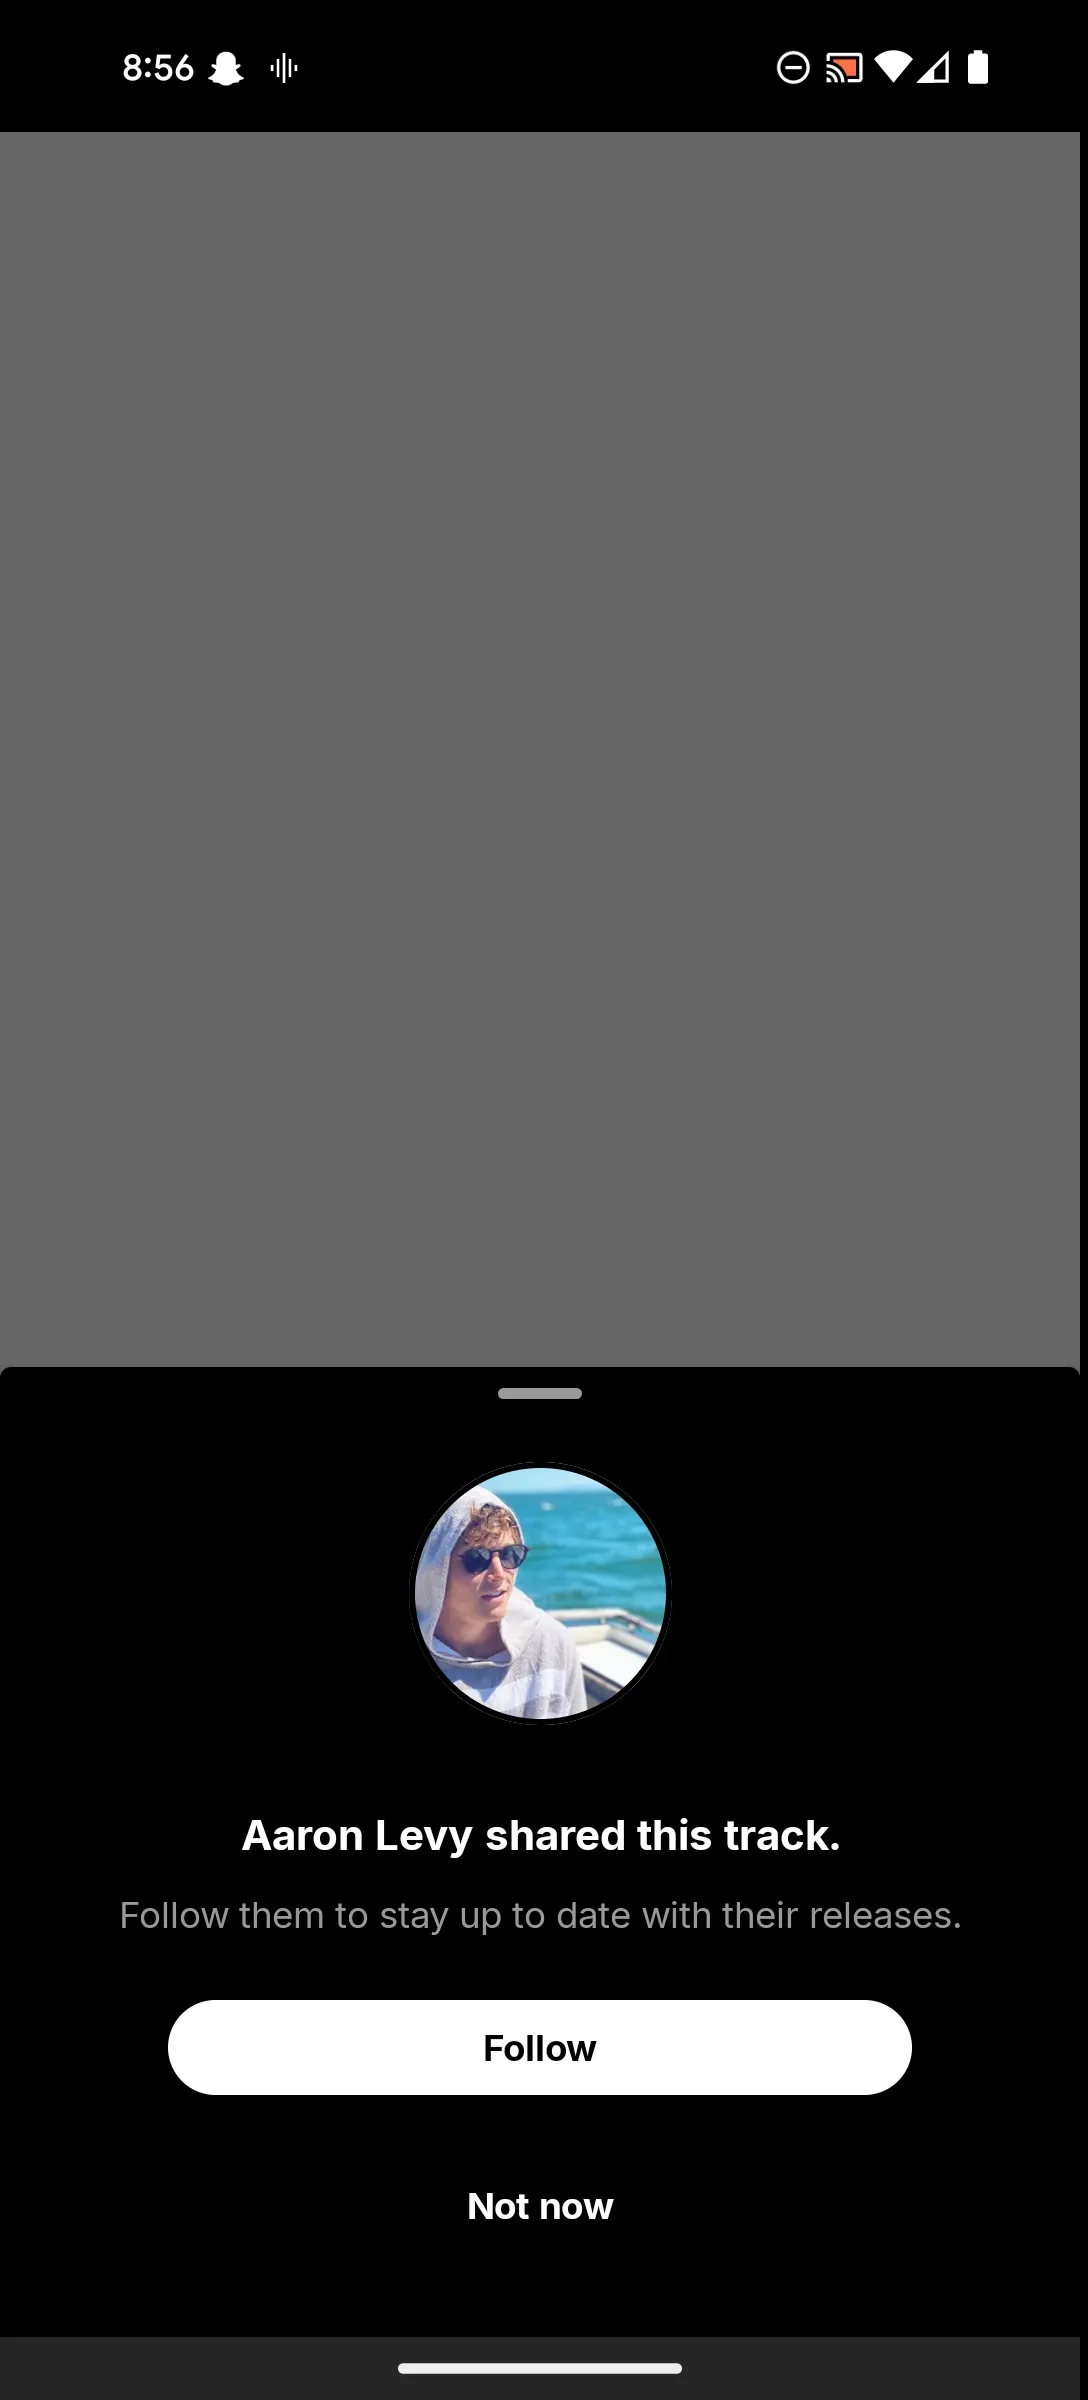 8:56
Aaron Levy shared this track.
Follow them to stay up to date with their releases.
Follow
Not now